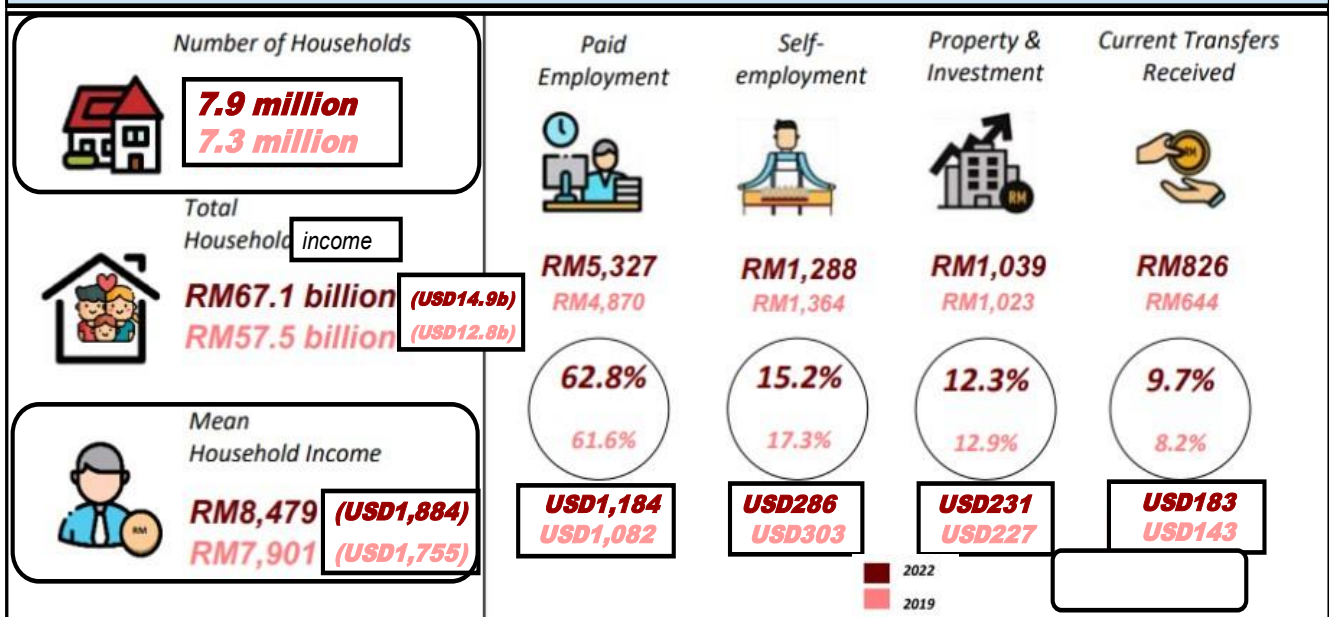 Number of Households
7.9 million
7.3 million
Total
Household income
RM67.1 billion (USD14.9b)
RM57.5 billion (USD12.8b)
Mean
Household Income
RM8,479 (USD1,884)
RM7,901 (USD1,755)
RM
Paid
Employment
RM5,327
RM4,870
62.8%
61.6%
USD1,184
USD1,082
Self-
employment
RM1,288
RM1,364
15.2%
17.3%
USD286
USD303
Property &
Investment
RM
RM1,039
RM1,023
12.3%
12.9%
USD231
USD227
Current Transfers
Received
RM
RM826
RM644
9.7%
8.2%
USD183
USD143
2022
2019